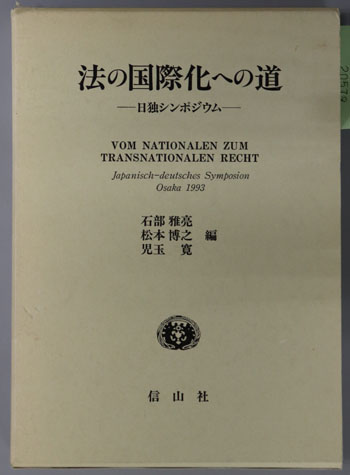 法の国際化への道
―日独シンポジウム―
VOM NATIONALEN ZUM
TRANSNATIONALEN RECHT
Japanisch-deutsches Symposion
Osaka 1993
石部 雅亮
松本 博之 編
児玉 寛
信山社